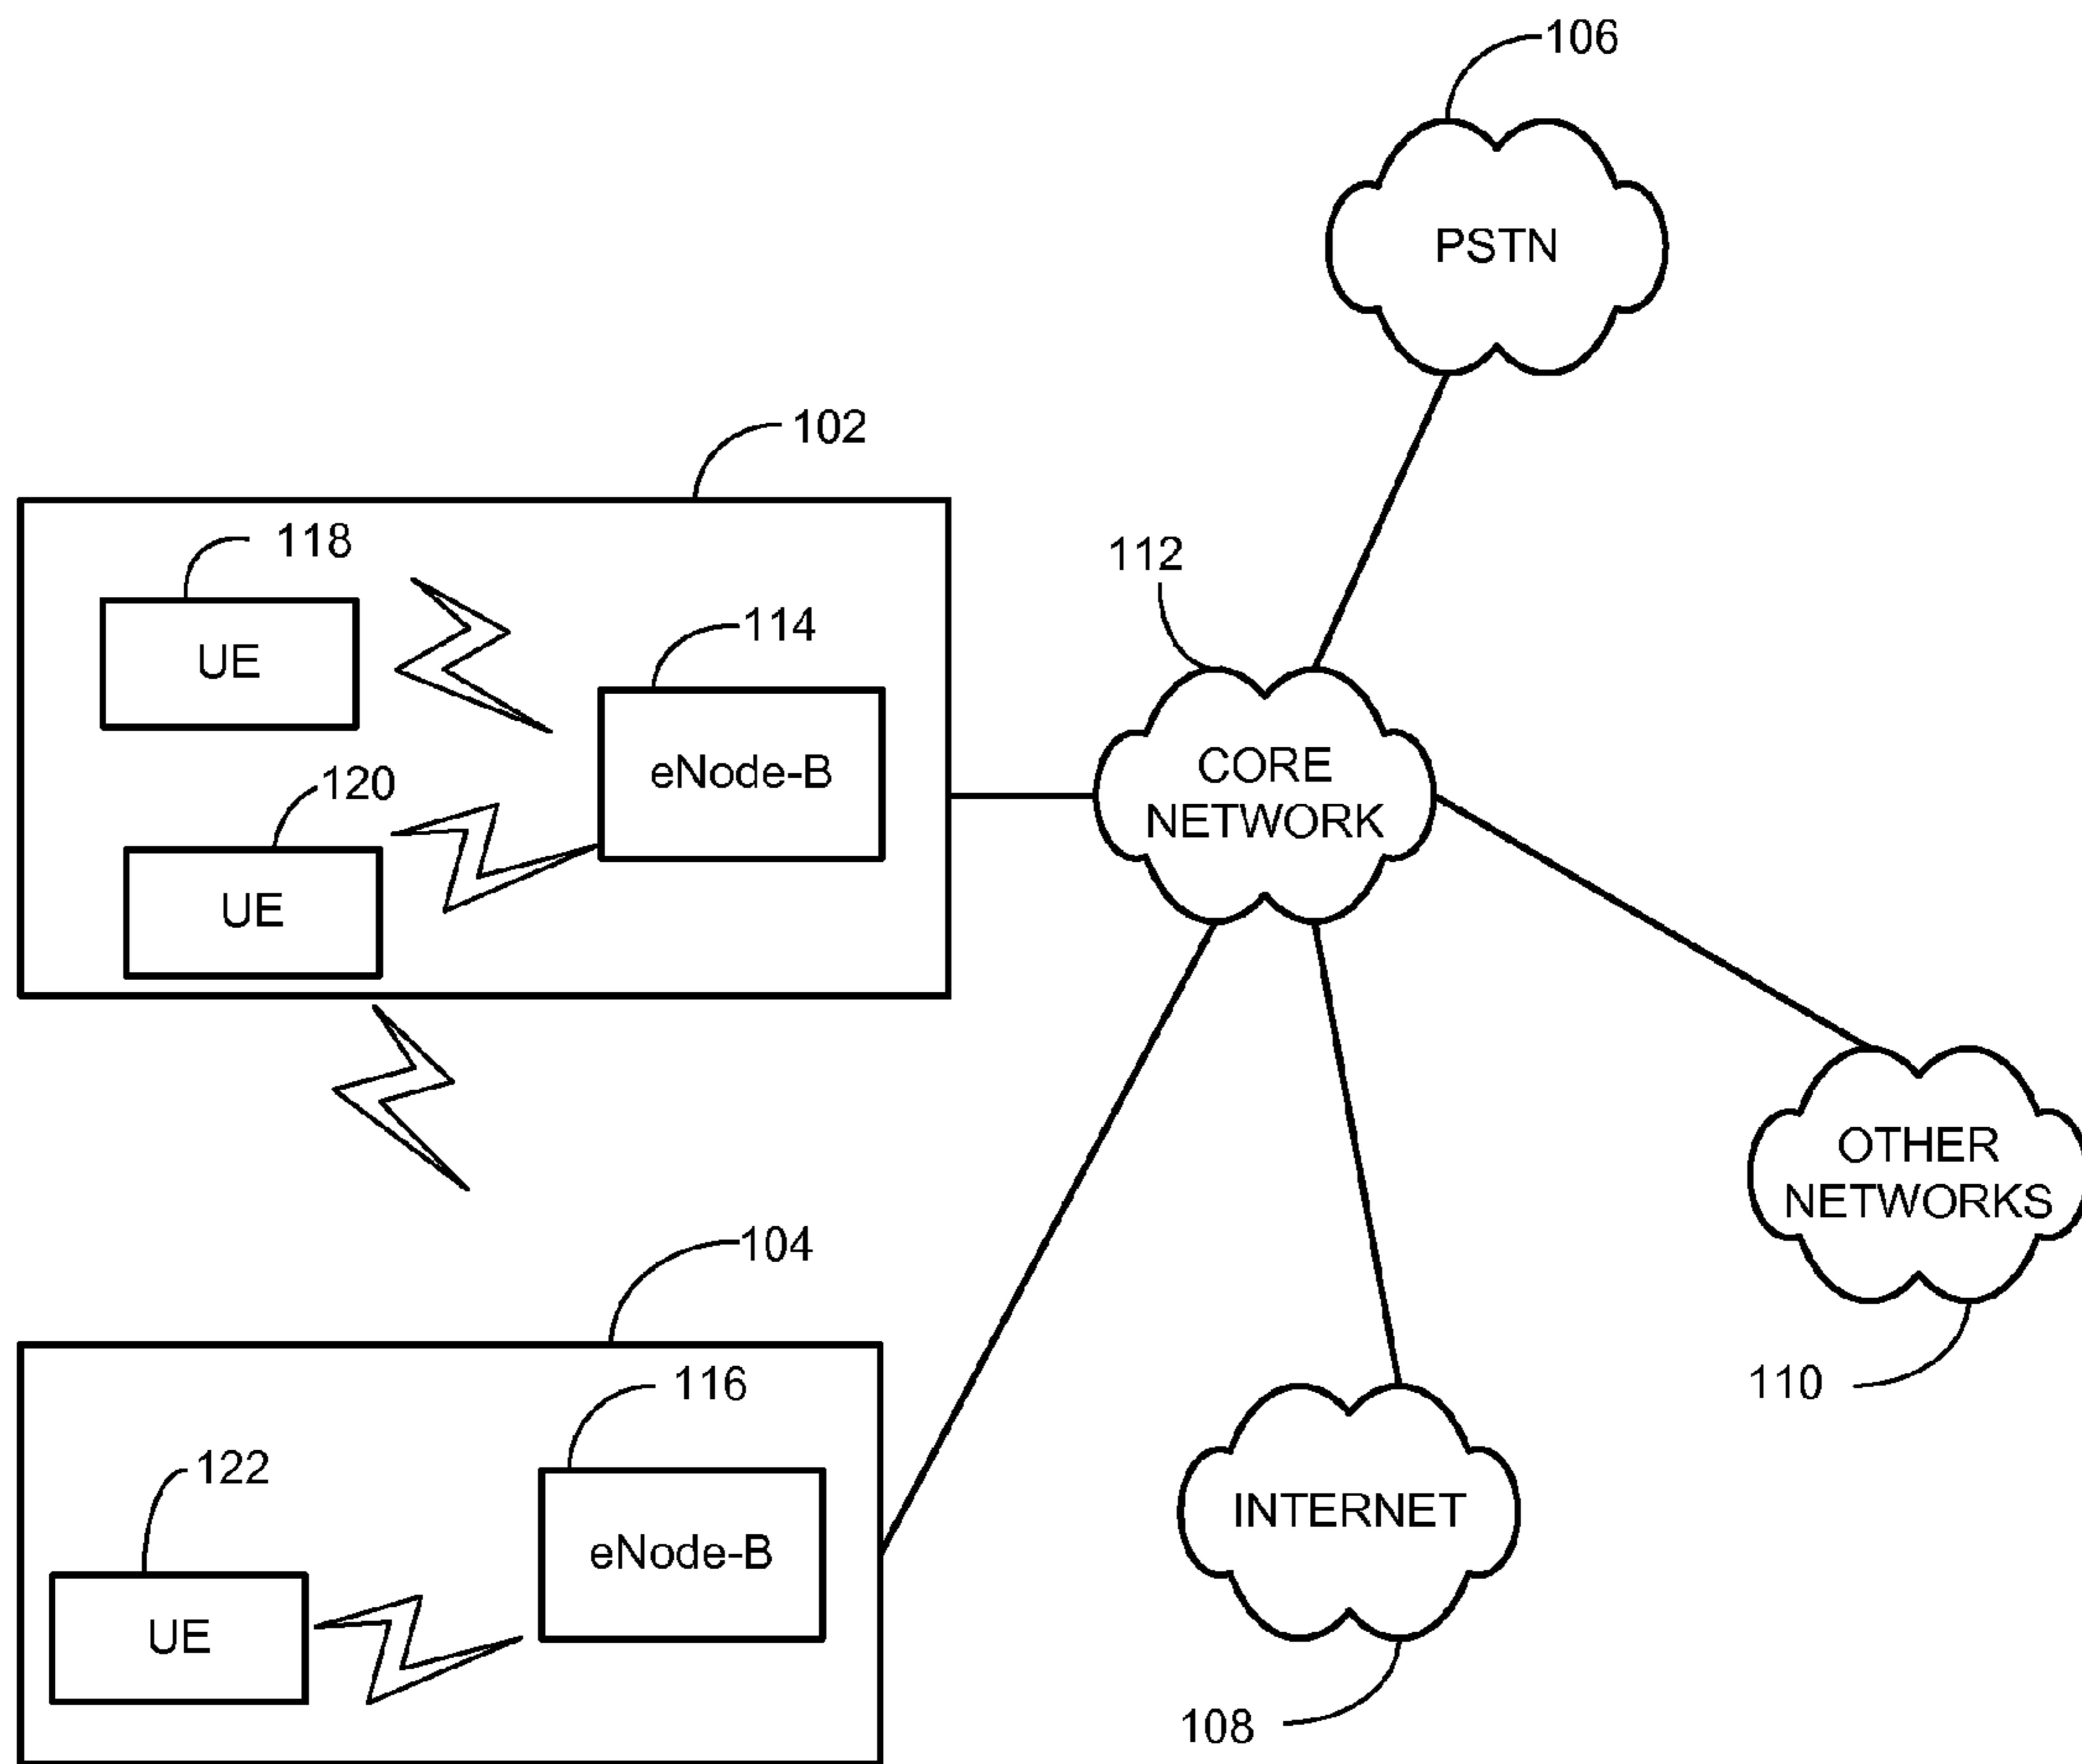 106
PSTN
102
118
UE
114
eNode-B
120
UE
112
CORE
NETWORK
OTHER
NETWORKS
110
104
116
eNode-B
122
UE
INTERNET
108